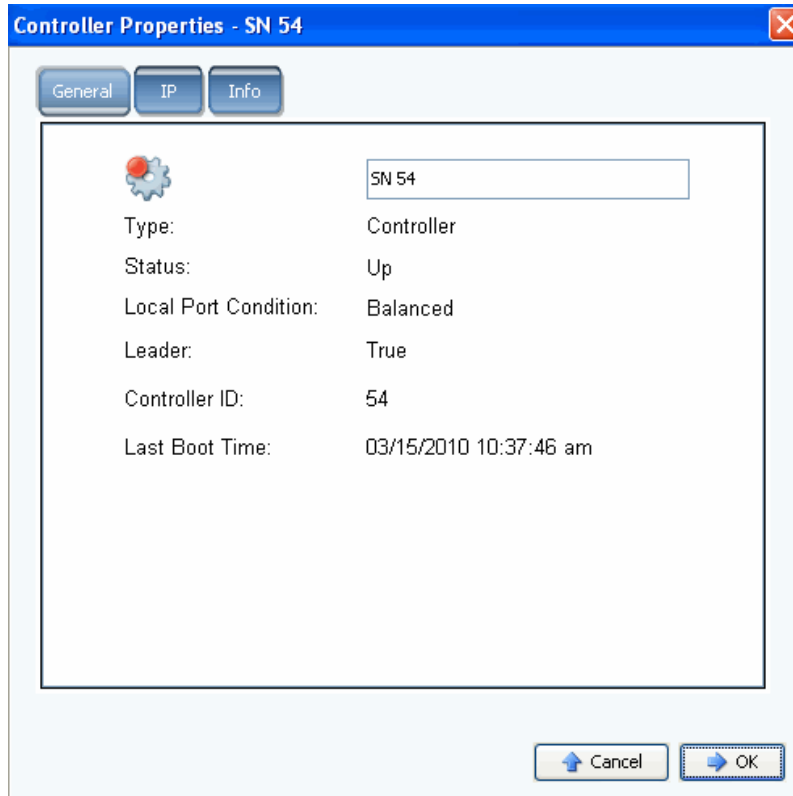 Controller Properties - SN 54
General IP Info
SN 54
Type: Controller
Status: Up
Local Port Condition: Balanced
Leader: True
Controller ID: 54
Last Boot Time: 03/15/2010 10:37:46 am
Cancel OK